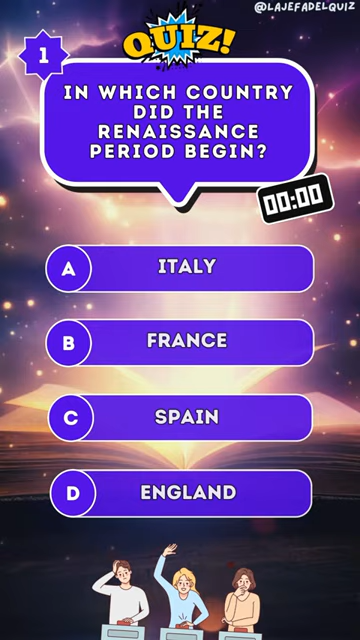 @LAJEFADELQUIZ
QUIZ!
1
IN WHICH COUNTRY
DID THE
RENAISSANCE
PERIOD BEGIN?
00:00
A ITALY
B FRANCE
C SPAIN
D ENGLAND